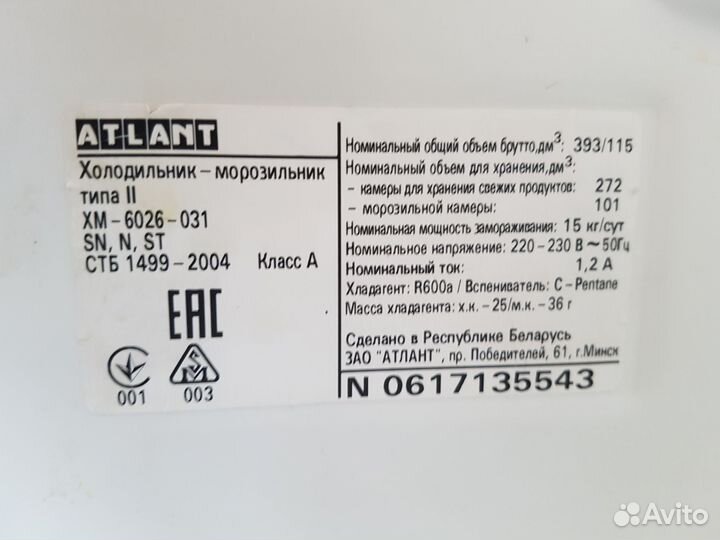 ATLANT
Холодильник – морозильник
типа II
ХМ – 6026 – 031
SN, N, ST
СТБ 1499 – 2004 Класс А
EAC
001 003
Номинальный общий объем брутто,дм³: 393/115
Номинальный объем для хранения,дм³:
– камеры для хранения свежих продуктов: 272
– морозильной камеры: 101
Номинальная мощность замораживания: 15 кг/сут
Номинальное напряжение: 220 – 230 В ~ 50Гц
Номинальный ток: 1,2 А
Хладагент: R600a / Вспениватель: C – Pentane
Масса хладагента: х.к. – 25/м.к. – 36 г
Сделано в Республике Беларусь
ЗАО "АТЛАНТ", пр. Победителей, 61, г.Минск
N 0617135543
Avito